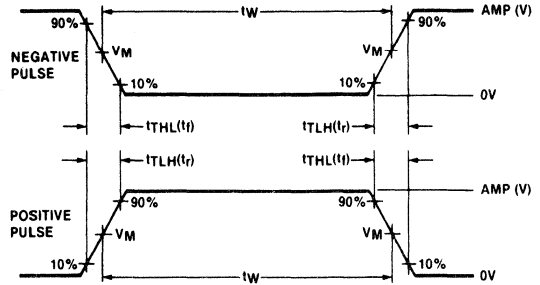 tW
AMP (V)
90%
90%
NEGATIVE
PULSE
VM
VM
10%
10%
0V
tTHL(tf)
tTLH(tr)
tTLH(tr)
tTHL(tf)
AMP (V)
90%
90%
POSITIVE
PULSE
VM
VM
10%
10%
tW
0V